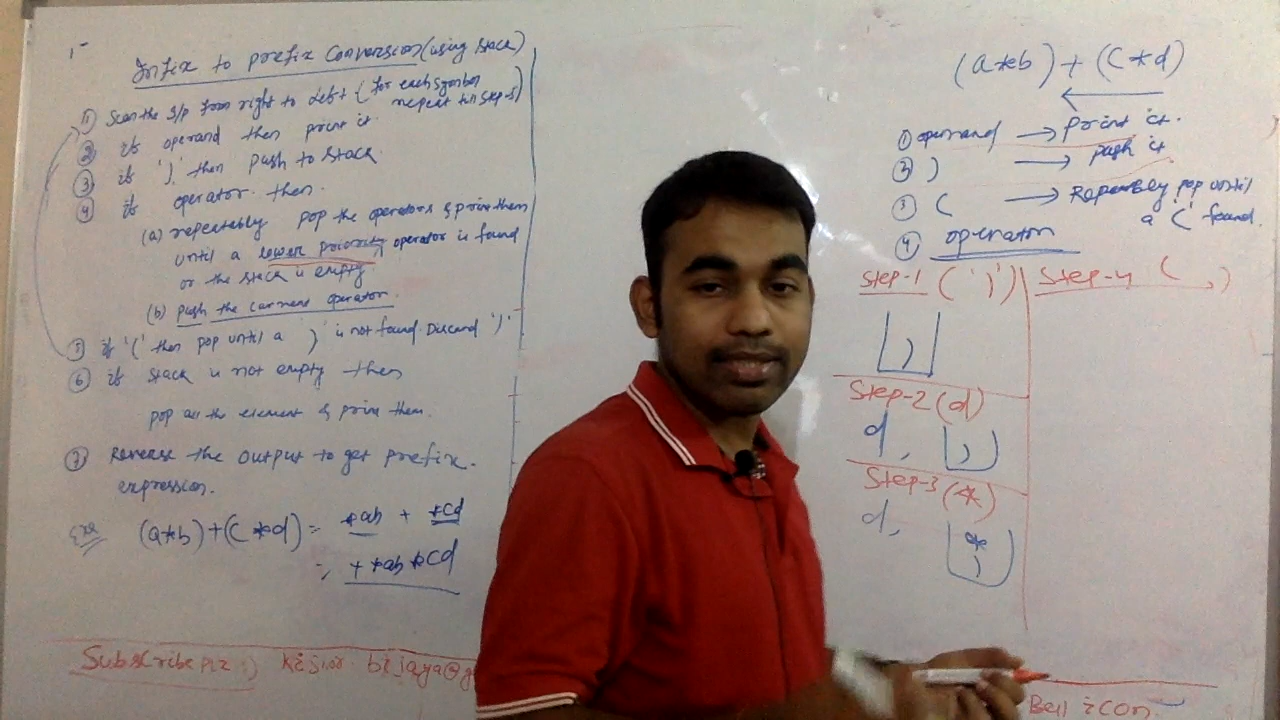 Infix to prefix conversion (using stack)
① Scan the I/p from right to left (for each symbol
repeat till step-5)
② if operand then print it.
③ if ')' then push to stack.
④ if operator then.
(a) repeatably pop the operators & print them
until a lower priority operator is found
or the stack is empty
(b) push the current operator.
⑤ if '(' then pop until a ) is not found. Discard ')'.
⑥ if stack is not empty then
pop all the element & print them.
⑦ Reverse the output to get prefix.
expression.
(a*b)+(c*d) = *ab + *cd
= + *ab *cd
Subscribe plz :) kishor. bijaya@g
(a*b)+(c*d)
① operand → print it.
② ) → push it
③ ( → Repeatably pop until
a '(' found.
④ operator
Step-1 (')')
)
Step-2 (d)
d, )
Step-3 (*)
d, *
)
Step-4 ( , )
Bell icon.